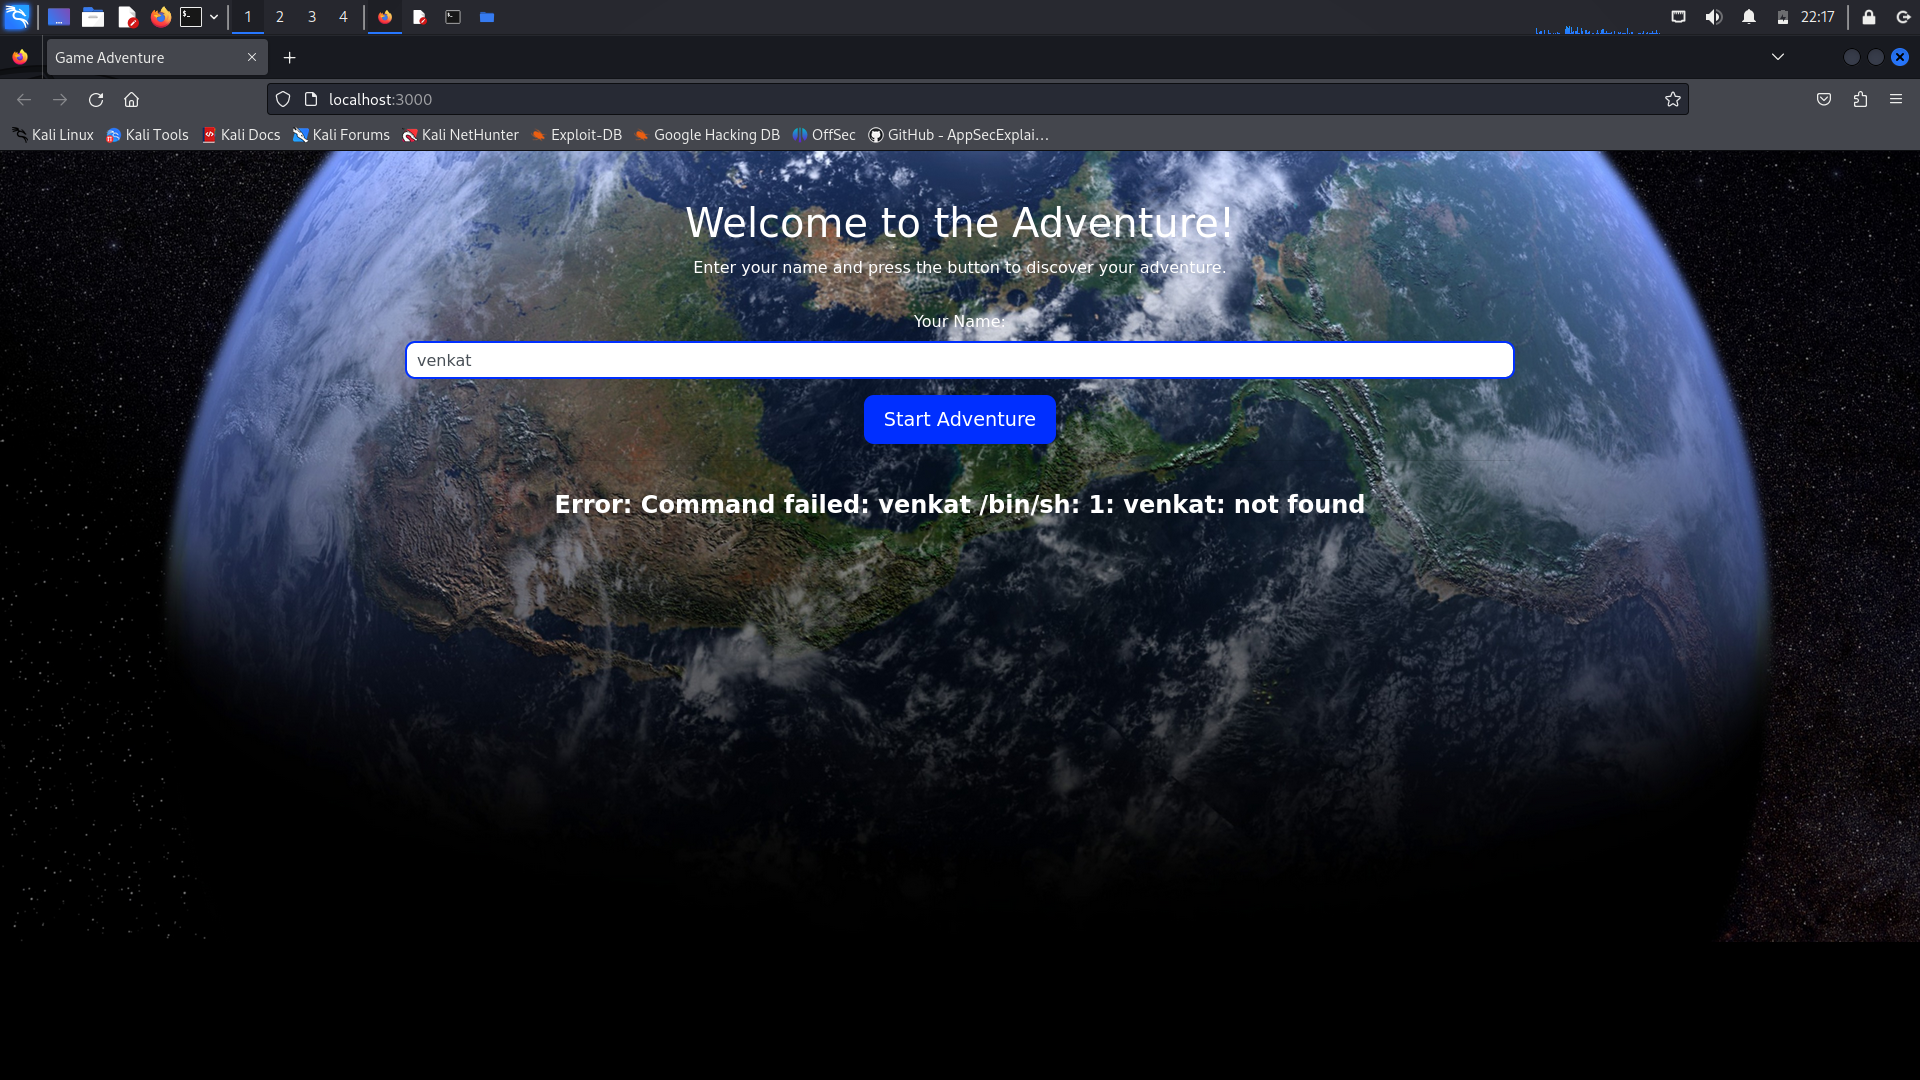 1 2 3 4 22:17
Game Adventure
localhost:3000
Kali Linux Kali Tools Kali Docs Kali Forums Kali NetHunter Exploit-DB Google Hacking DB OffSec GitHub - AppSecExplai…
Welcome to the Adventure!
Enter your name and press the button to discover your adventure.
Your Name:
venkat
Start Adventure
Error: Command failed: venkat /bin/sh: 1: venkat: not found